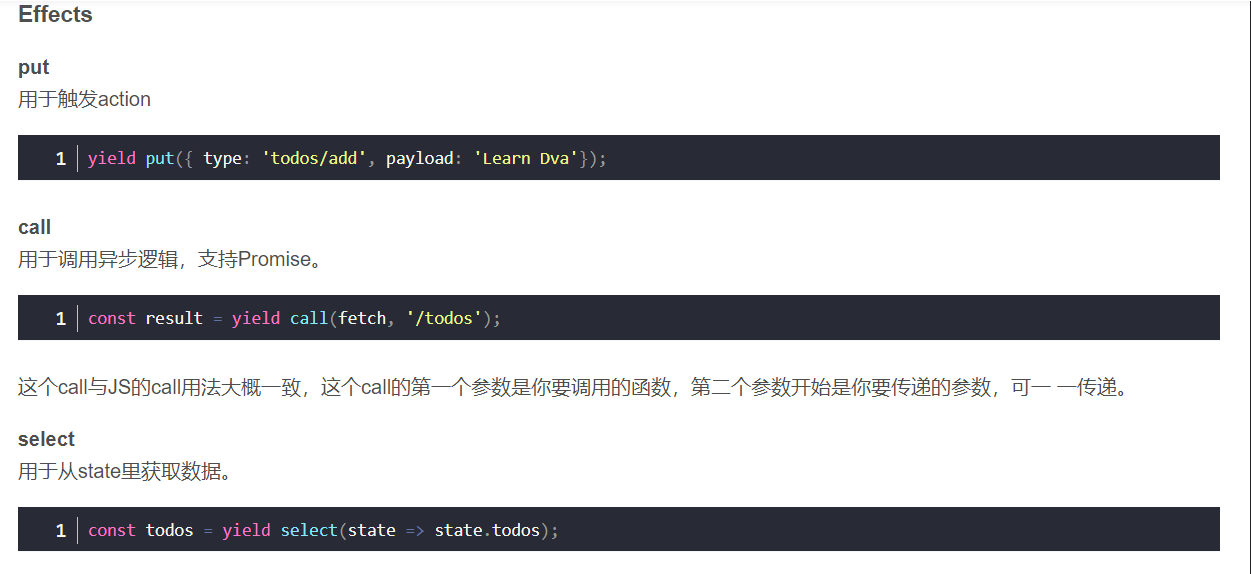 Effects
put
用于触发action
1 yield put({ type: 'todos/add', payload: 'Learn Dva'});
call
用于调用异步逻辑，支持Promise。
1 const result = yield call(fetch, '/todos');
这个call与JS的call用法大概一致，这个call的第一个参数是你要调用的函数，第二个参数开始是你要传递的参数，可一 一传递。
select
用于从state里获取数据。
1 const todos = yield select(state => state.todos);